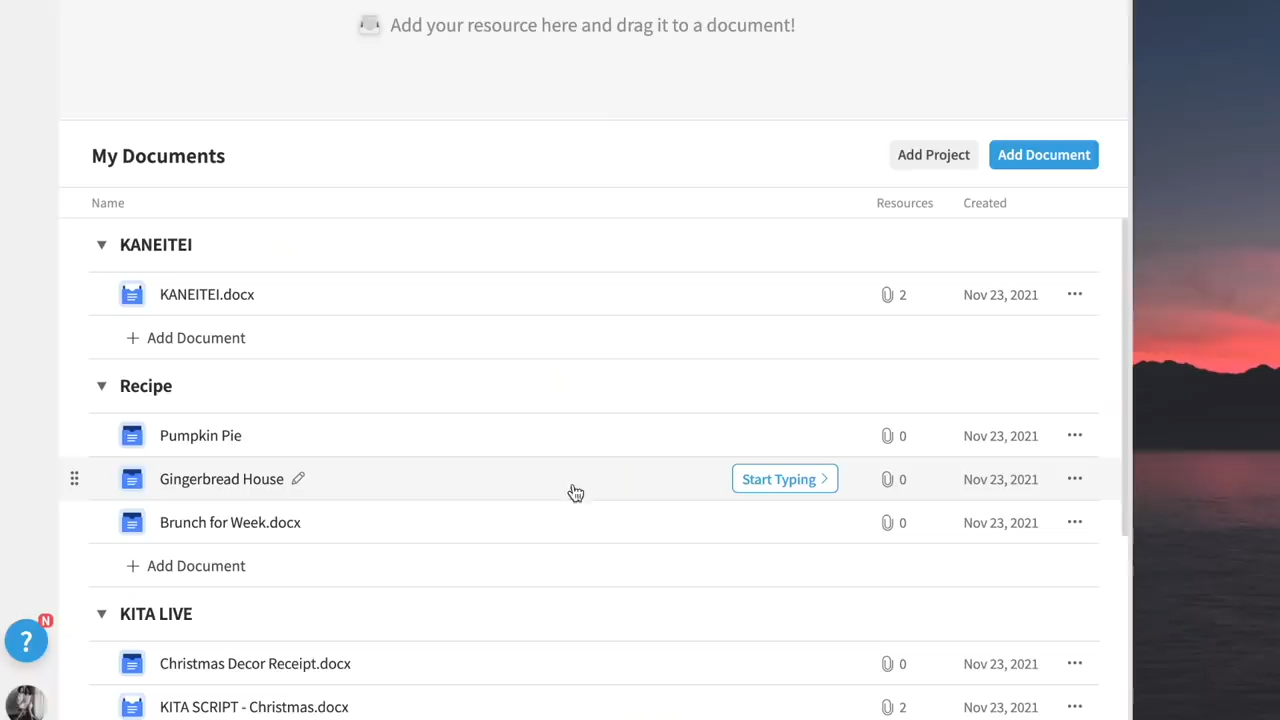 Add your resource here and drag it to a document!
My Documents
Add Project
Add Document
Name Resources Created
KANEITEI
KANEITEI.docx 2 Nov 23, 2021
Add Document
Recipe
Pumpkin Pie 0 Nov 23, 2021
Gingerbread House Start Typing 0 Nov 23, 2021
Brunch for Week.docx 0 Nov 23, 2021
Add Document
KITA LIVE
? N
Christmas Decor Receipt.docx 0 Nov 23, 2021
KITA SCRIPT - Christmas.docx 2 Nov 23, 2021